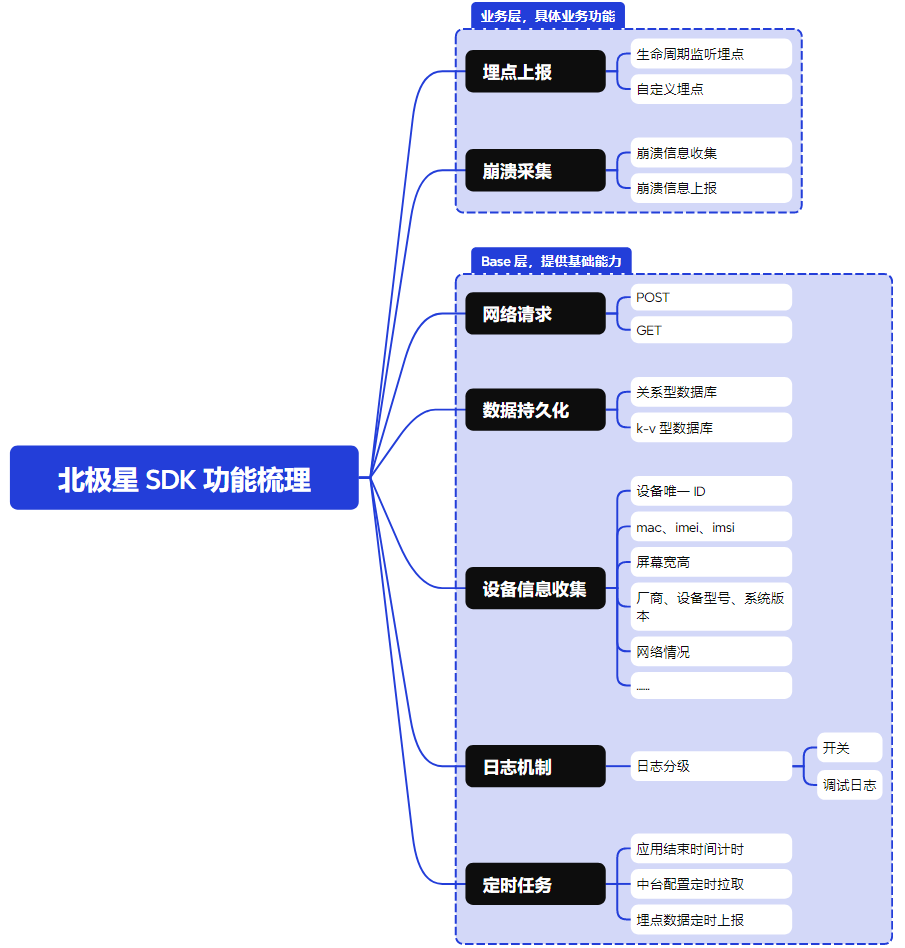 业务层，具体业务功能
埋点上报
生命周期监听埋点
自定义埋点
崩溃采集
崩溃信息收集
崩溃信息上报
Base 层，提供基础能力
网络请求
POST
GET
数据持久化
关系型数据库
k-v 型数据库
北极星 SDK 功能梳理
设备信息收集
设备唯一 ID
mac、imei、imsi
屏幕宽高
厂商、设备型号、系统版
本
网络情况
......
日志机制
日志分级
开关
调试日志
定时任务
应用结束时间计时
中台配置定时拉取
埋点数据定时上报